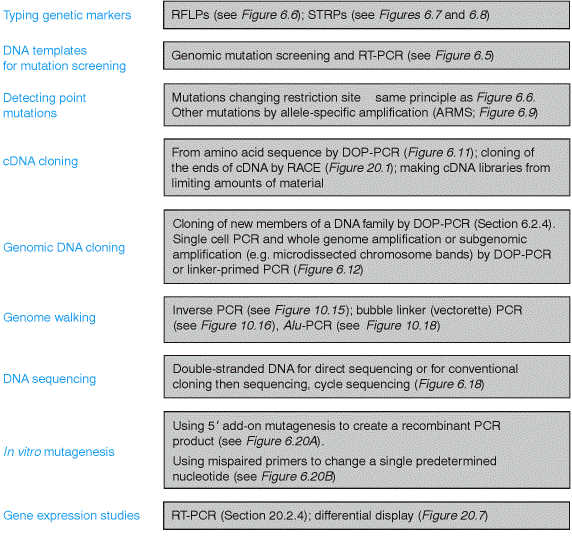 Typing genetic markers
RFLPs (see Figure 6.6); STRPs (see Figures 6.7 and 6.8)
DNA templates
for mutation screening
Genomic mutation screening and RT-PCR (see Figure 6.5)
Detecting point
mutations
Mutations changing restriction site same principle as Figure 6.6.
Other mutations by allele-specific amplification (ARMS; Figure 6.9)
cDNA cloning
From amino acid sequence by DOP-PCR (Figure 6.11); cloning of
the ends of cDNA by RACE (Figure 20.1); making cDNA libraries from
limiting amounts of material
Genomic DNA cloning
Cloning of new members of a DNA family by DOP-PCR (Section 6.2.4).
Single cell PCR and whole genome amplification or subgenomic
amplification (e.g. microdissected chromosome bands) by DOP-PCR
or linker-primed PCR (Figure 6.12)
Genome walking
Inverse PCR (see Figure 10.15); bubble linker (vectorette) PCR
(see Figure 10.16), Alu-PCR (see Figure 10.18)
DNA sequencing
Double-stranded DNA for direct sequencing or for conventional
cloning then sequencing, cycle sequencing (Figure 6.18)
In vitro mutagenesis
Using 5′ add-on mutagenesis to create a recombinant PCR
product (see Figure 6.20A).
Using mispaired primers to change a single predetermined
nucleotide (see Figure 6.20B)
Gene expression studies
RT-PCR (Section 20.2.4); differential display (Figure 20.7)